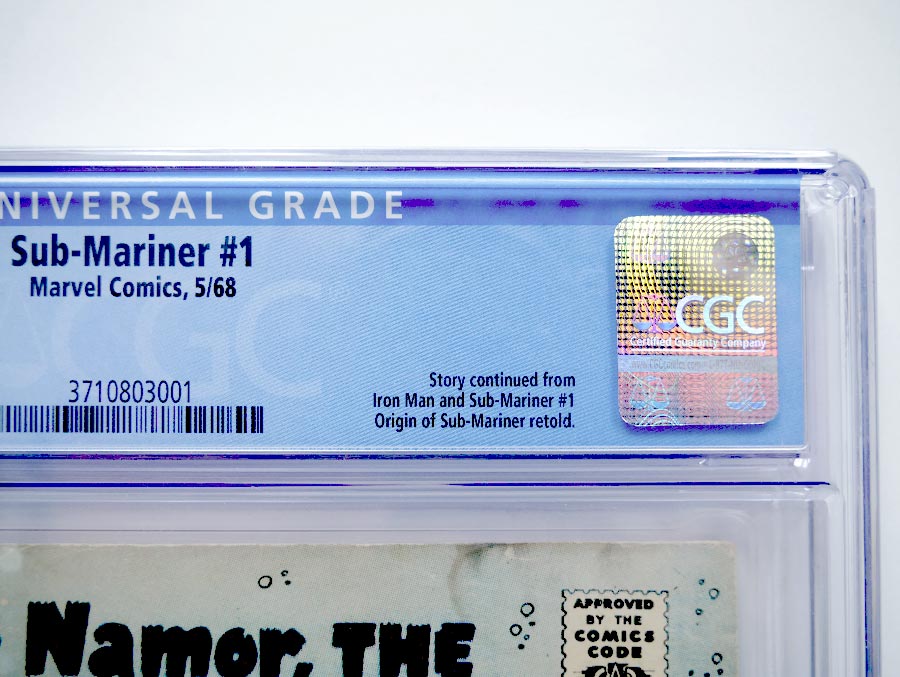 NIVERSAL GRADE
Sub-Mariner #1
Marvel Comics, 5/68
3710803001
Story continued from
Iron Man and Sub-Mariner #1
Origin of Sub-Mariner retold.
CGC
Certified Guaranty Company
CGC
Namor, THE
APPROVED
BY THE
COMICS
CODE